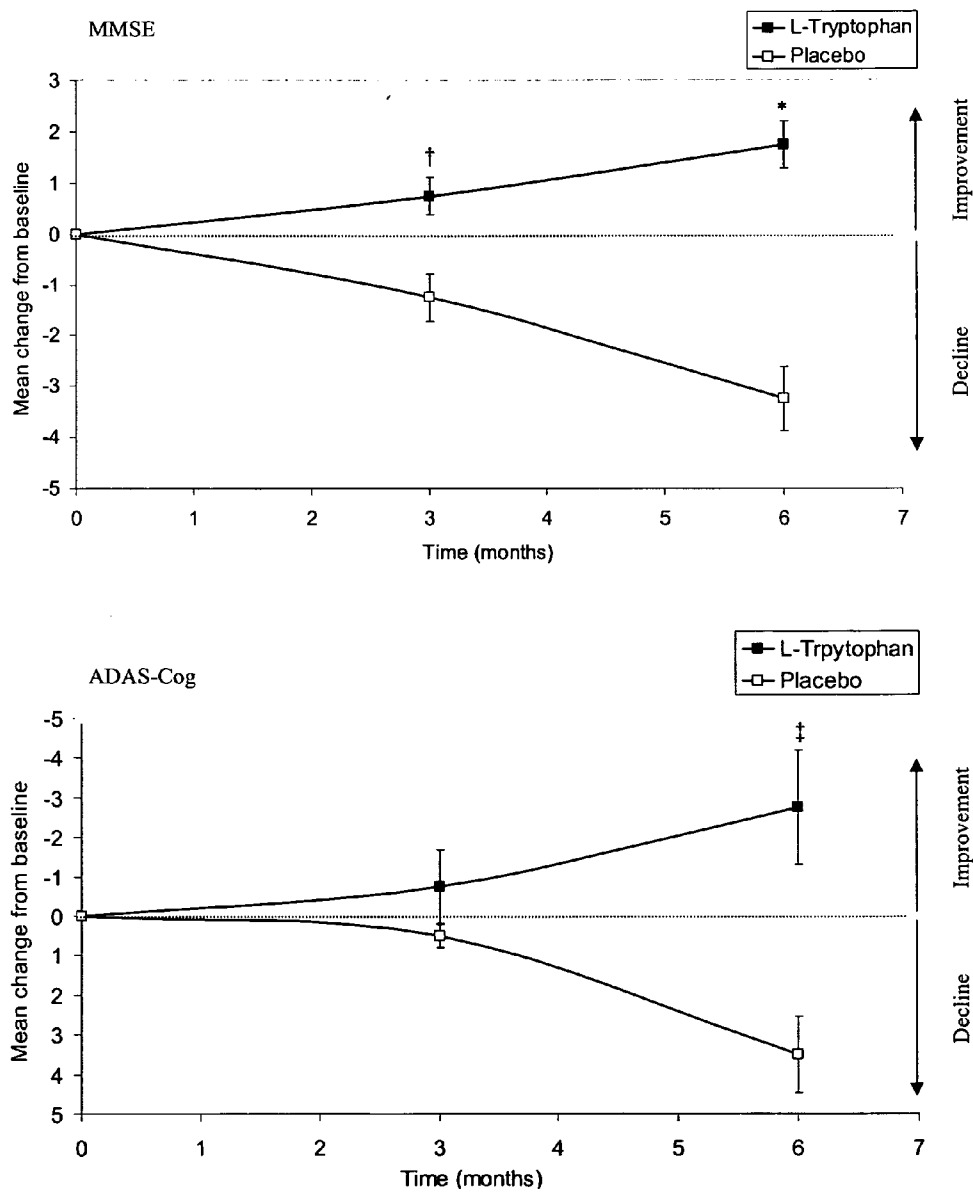 MMSE
L-Tryptophan
Placebo
3
2
1
0
-1
-2
-3
-4
-5
†
*
Mean change from baseline
0 1 2 3 4 5 6 7
Time (months)
Improvement
Decline
ADAS-Cog
L-Trpytophan
Placebo
-5
-4
-3
-2
-1
0
1
2
3
4
5
‡
Mean change from baseline
0 1 2 3 4 5 6 7
Time (months)
Improvement
Decline